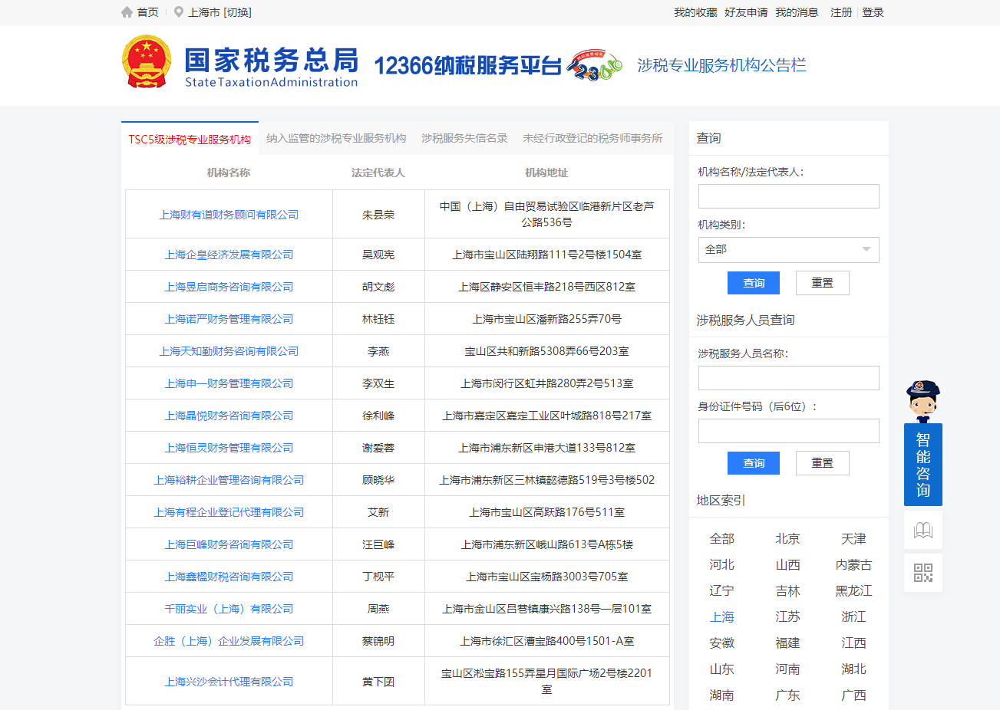 首页 上海市 [切换] 我的收藏 好友申请 我的消息 注册 登录
国家税务总局 12366纳税服务平台 涉税专业服务机构公告栏
StateTaxationAdministration
TSC5级涉税专业服务机构 纳入监管的涉税专业服务机构 涉税服务失信名录 未经行政登记的税务师事务所
机构名称 法定代表人 机构地址
上海财有道财务顾问有限公司 朱县荣 中国（上海）自由贸易试验区临港新片区老芦
公路536号
上海企皇经济发展有限公司 吴观宪 上海市宝山区陆翔路111号2号楼1504室
上海昱启商务咨询有限公司 胡文彪 上海区静安区恒丰路218号西区812室
上海诺严财务管理有限公司 林钰钰 上海市宝山区潘新路255弄70号
上海天知勤财务咨询有限公司 李燕 宝山区共和新路5308弄66号203室
上海申一财务管理有限公司 李双生 上海市闵行区虹井路280弄2号513室
上海晶悦财务咨询有限公司 徐利峰 上海市嘉定区嘉定工业区叶城路818号217室
上海恒灵财务管理有限公司 谢爱蓉 上海市浦东新区申港大道133号812室
上海裕耕企业管理咨询有限公司 顾晓华 上海市浦东新区三林镇懿德路519号3号楼502
上海有程企业登记代理有限公司 艾新 上海市宝山区高跃路176号511室
上海巨峰财务咨询有限公司 汪巨峰 上海市浦东新区峨山路613号A栋5楼
上海鑫楹财税咨询有限公司 丁枧平 上海市宝山区宝杨路3003号705室
千丽实业（上海）有限公司 周燕 上海市金山区吕巷镇康兴路138号一层101室
企胜（上海）企业发展有限公司 蔡锦明 上海市徐汇区漕宝路400号1501-A室
上海兴沙会计代理有限公司 黄下囝 宝山区淞宝路155弄星月国际广场2号楼2201
室
查询
机构名称/法定代表人：
机构类别：
全部
查询 重置
涉税服务人员查询
涉税服务人员名称：
身份证件号码（后6位）：
查询 重置
地区索引
全部 北京 天津
河北 山西 内蒙古
辽宁 吉林 黑龙江
上海 江苏 浙江
安徽 福建 江西
山东 河南 湖北
湖南 广东 广西
智
能
咨
询